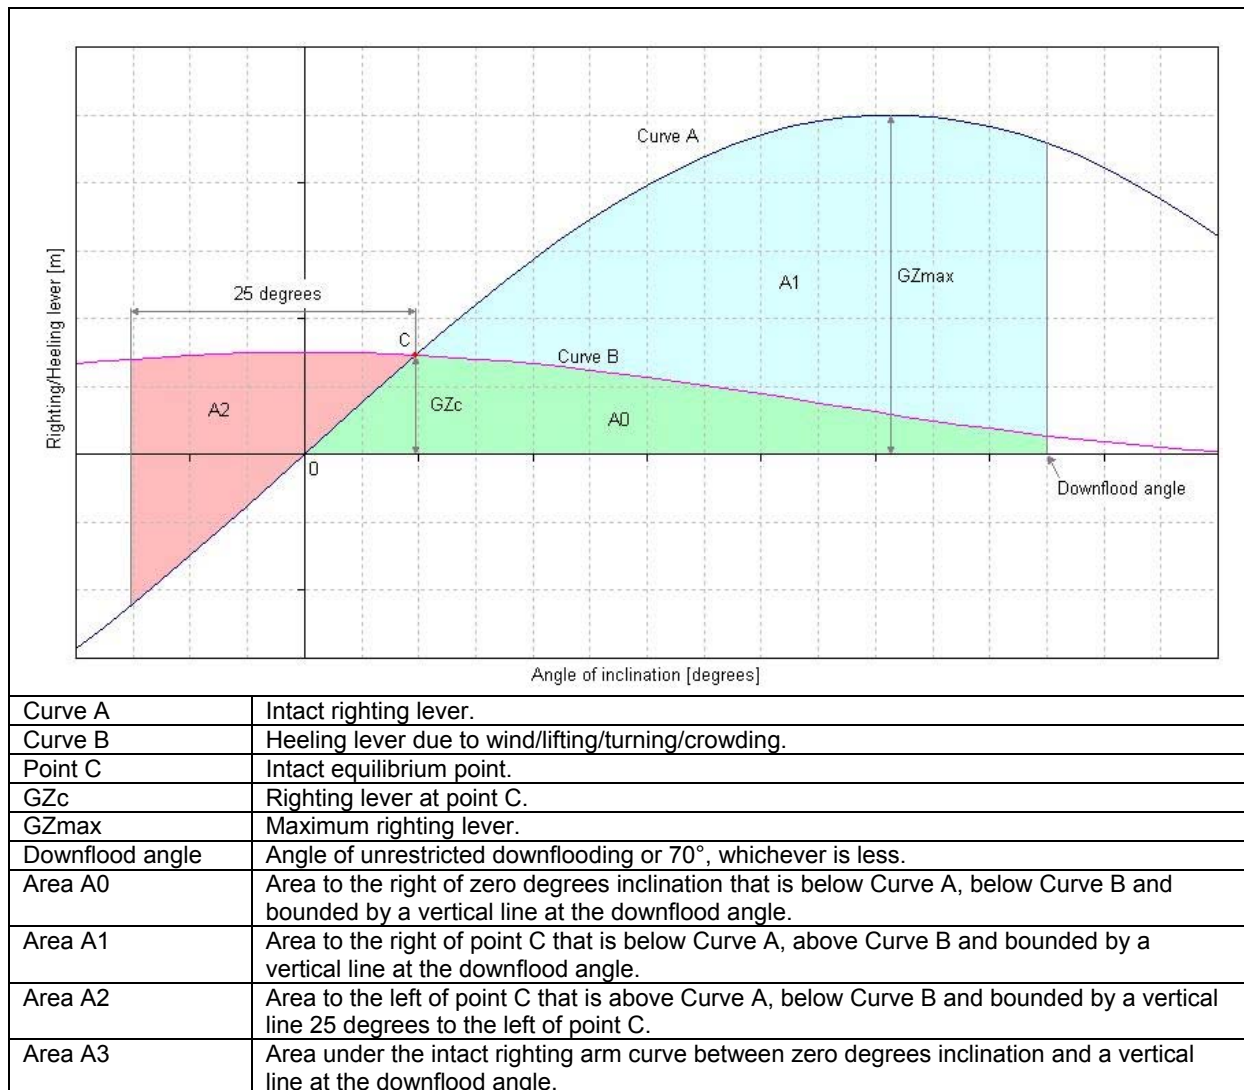 Curve A
GZmax
A1
25 degrees
C
Curve B
A2
GZc
A0
0
Downflood angle
Righting/Heeling lever [m]
Angle of inclination [degrees]
Curve A Intact righting lever.
Curve B Heeling lever due to wind/lifting/turning/crowding.
Point C Intact equilibrium point.
GZc Righting lever at point C.
GZmax Maximum righting lever.
Downflood angle Angle of unrestricted downflooding or 70°, whichever is less.
Area A0 Area to the right of zero degrees inclination that is below Curve A, below Curve B and
bounded by a vertical line at the downflood angle.
Area A1 Area to the right of point C that is below Curve A, above Curve B and bounded by a
vertical line at the downflood angle.
Area A2 Area to the left of point C that is above Curve A, below Curve B and bounded by a vertical
line 25 degrees to the left of point C.
Area A3 Area under the intact righting arm curve between zero degrees inclination and a vertical
line at the downflood angle.